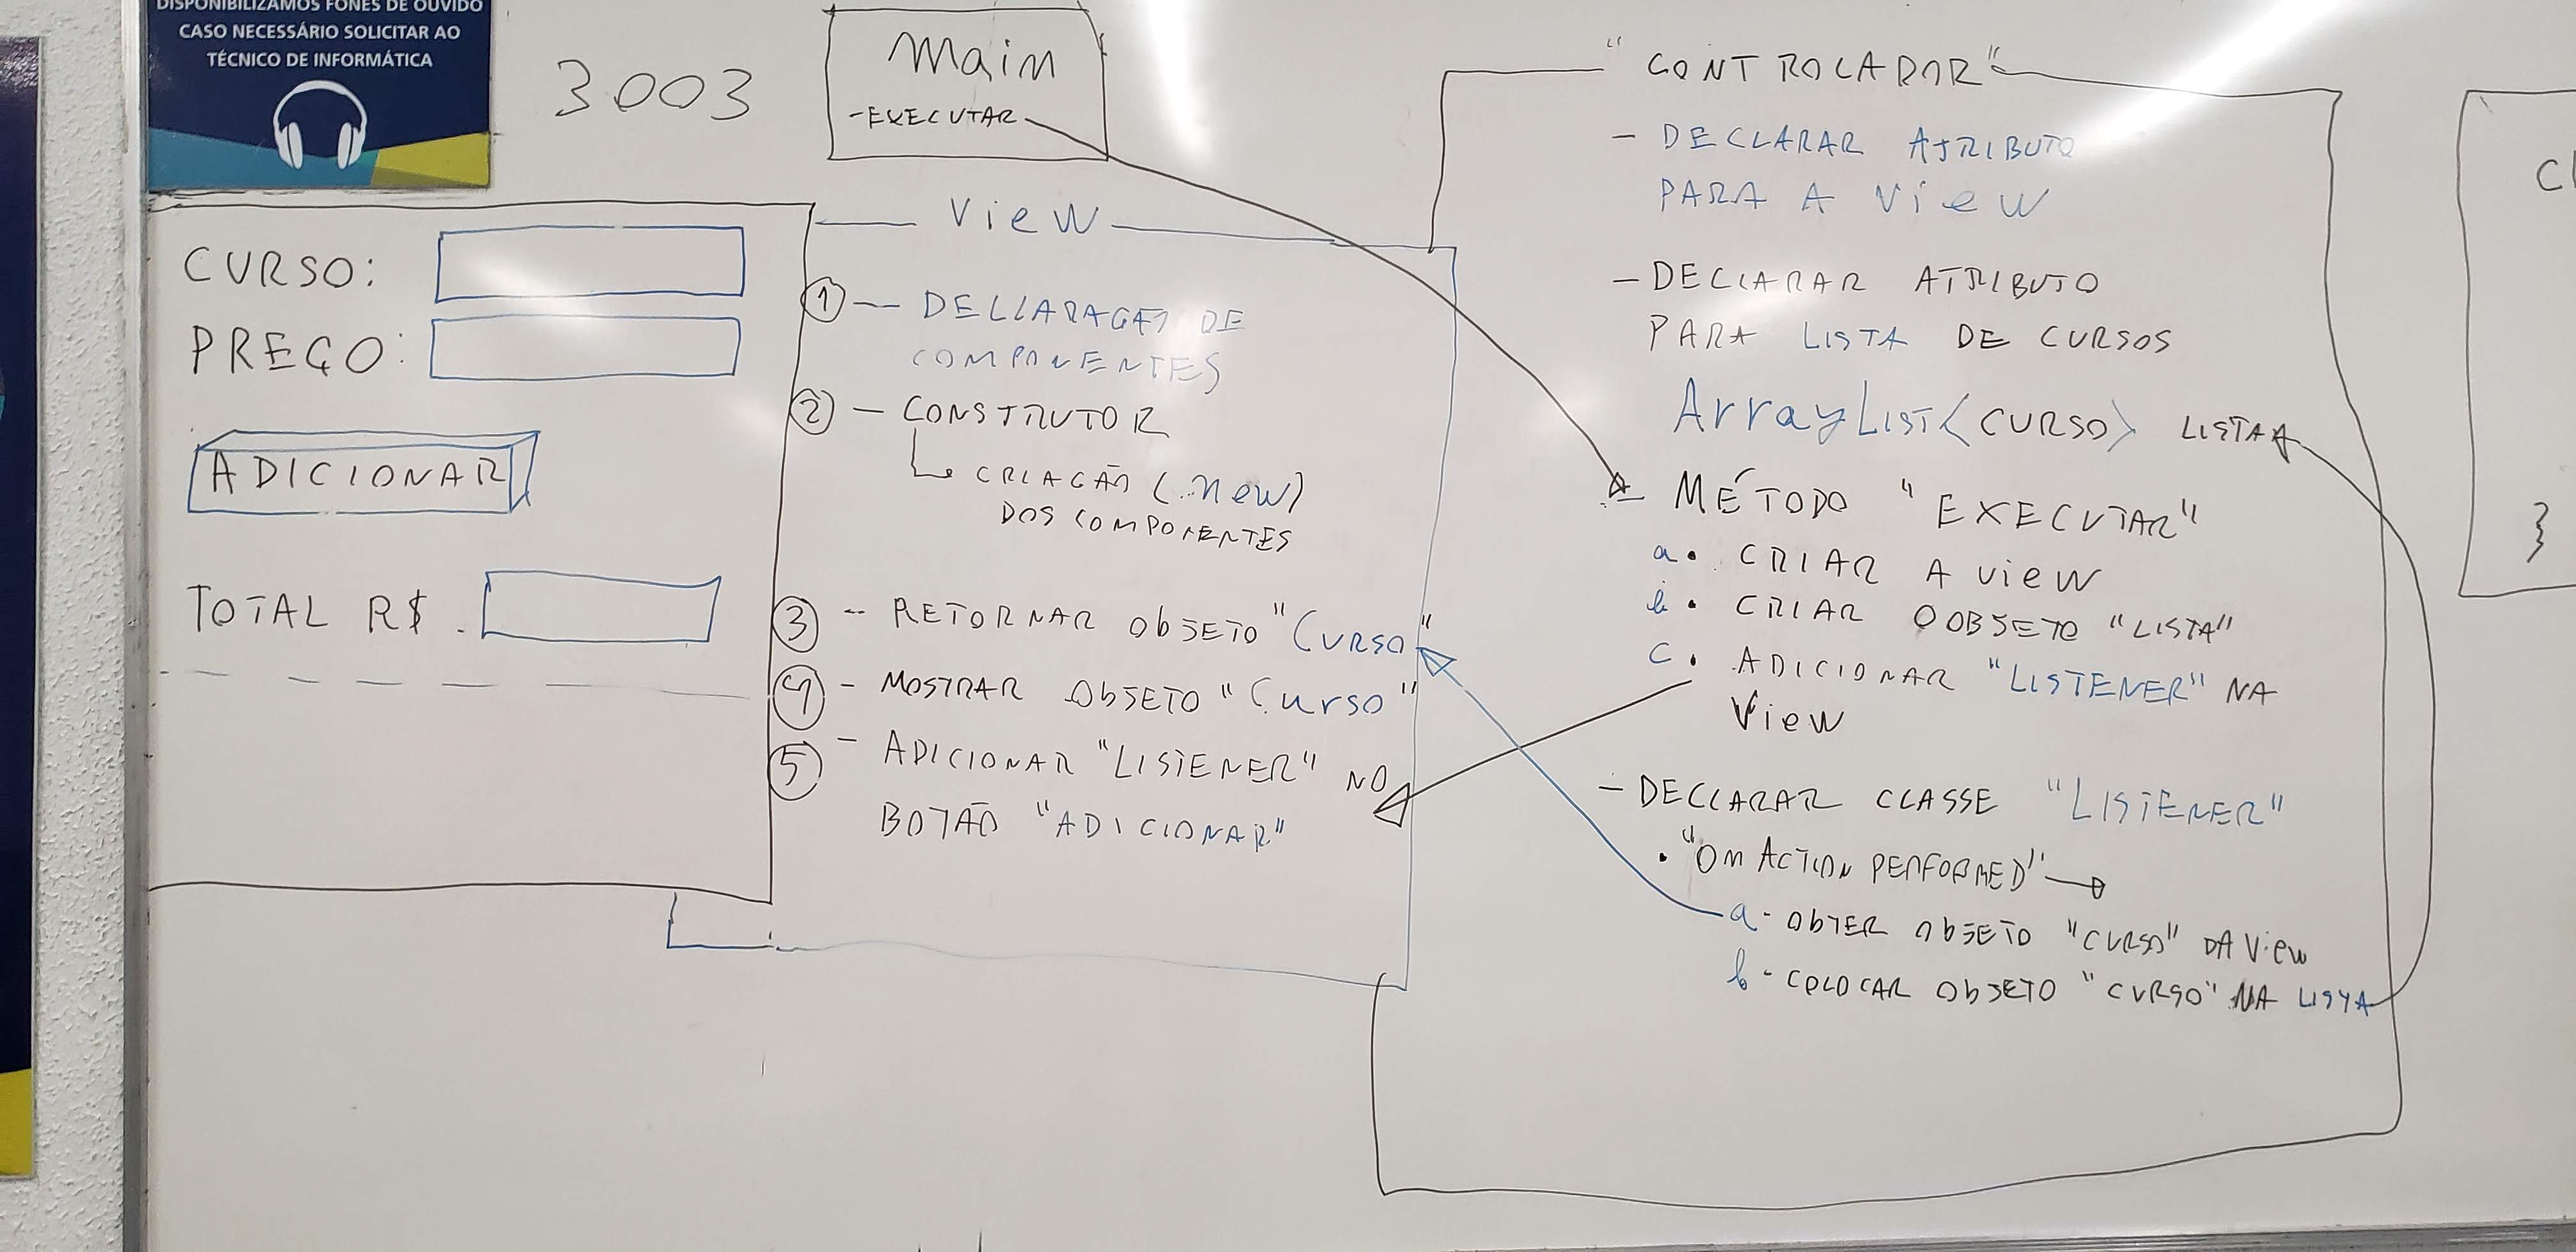 DISPONIBILIZAMOS FONES DE OUVIDO
CASO NECESSÁRIO SOLICITAR AO
TÉCNICO DE INFORMÁTICA
3003
Main
- EXECUTAR
CURSO:
PREÇO:
ADICIONAR
TOTAL R$.
View
① - DECLARAÇÃO DE
COMPONENTES
② - CONSTRUTOR
CRIAÇÃO (new)
DOS COMPONENTES
③ - RETORNAR OBJETO "CURSO"
④ - MOSTRAR OBJETO "Curso"
⑤ - ADICIONAR "LISTENER" NO
BOTÃO "ADICIONAR"
"CONTROLADOR"
- DECLARAR ATRIBUTO
PARA A View
- DECLARAR ATRIBUTO
PARA LISTA DE CURSOS
ArrayList<CURSO> LISTA
- MÉTODO "EXECUTAR"
a. CRIAR A view
b. CRIAR O OBJETO "LISTA"
c. ADICIONAR "LISTENER" NA
View
- DECLARAR CLASSE "LISTENER"
. "ON ACTION PERFORMED"
a - OBTER OBJETO "CURSO" DA View
b - COLOCAR OBJETO "CURSO" NA LISTA
}